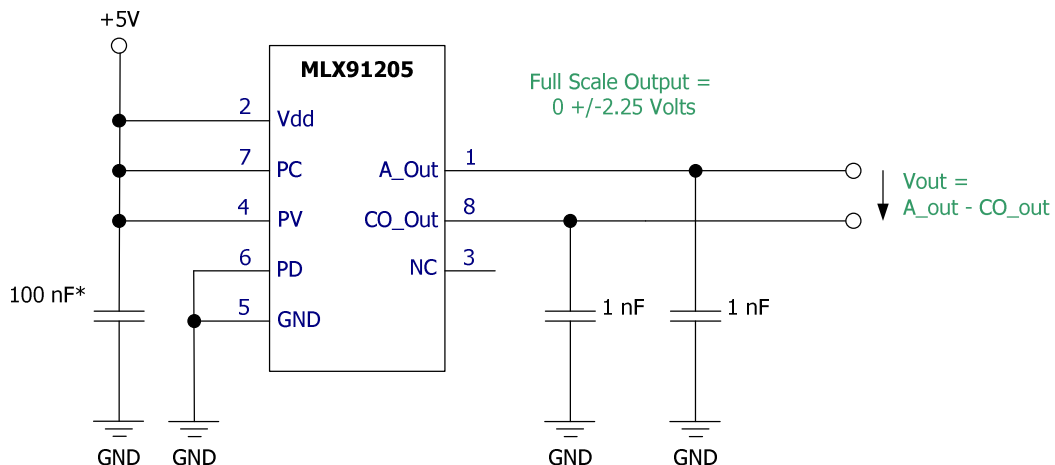 +5V
MLX91205
Full Scale Output =
0 +/-2.25 Volts
2
Vdd
7
PC
A_Out
1
Vout =
A_out - CO_out
4
PV
CO_Out
8
6
PD
NC
3
100 nF*
5
GND
1 nF
1 nF
GND
GND
GND
GND